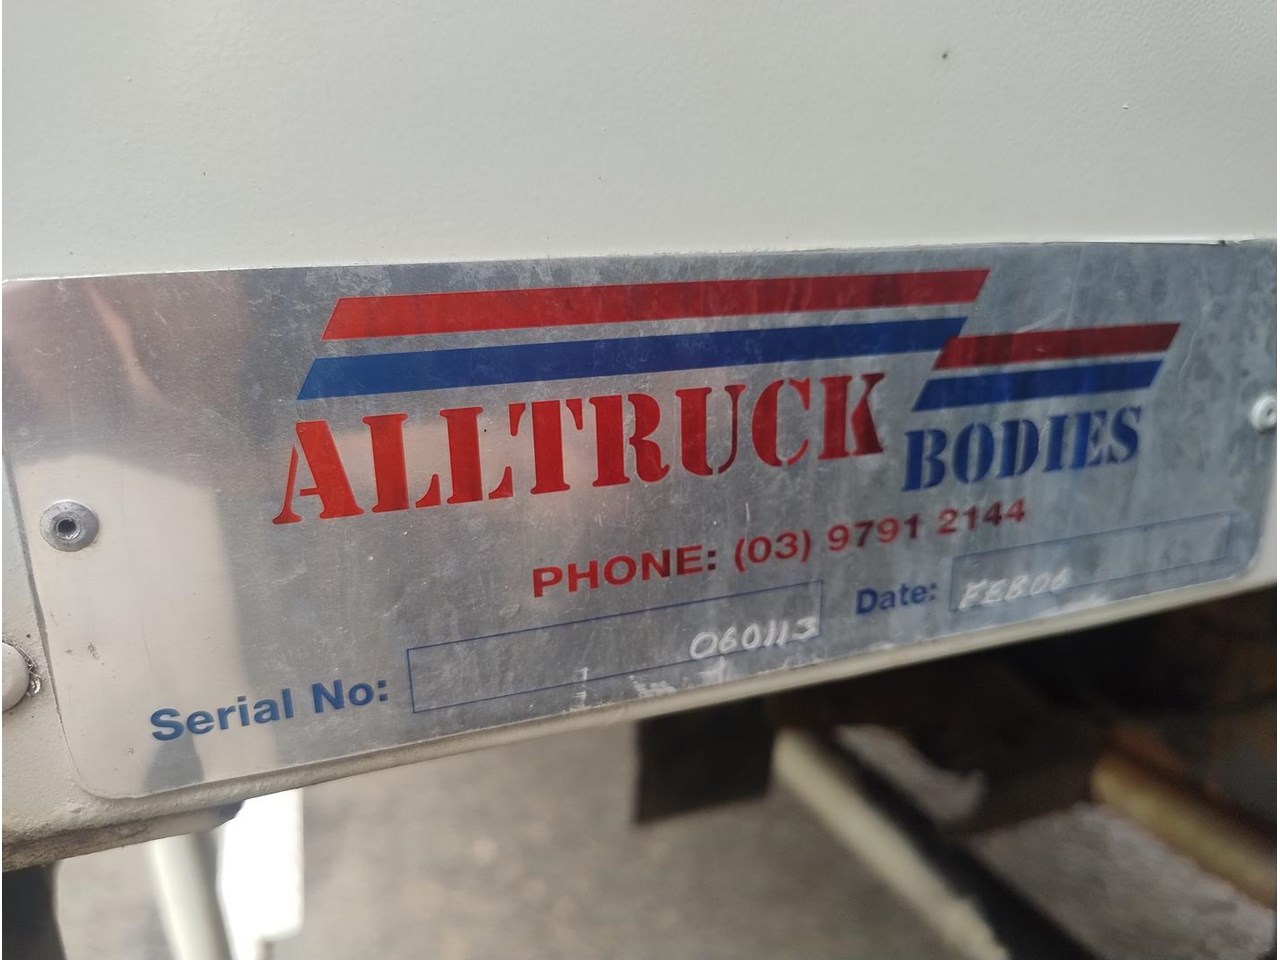 ALLTRUCK BODIES
PHONE: (03) 9791 2144
Serial No: 060113 Date: FEB06